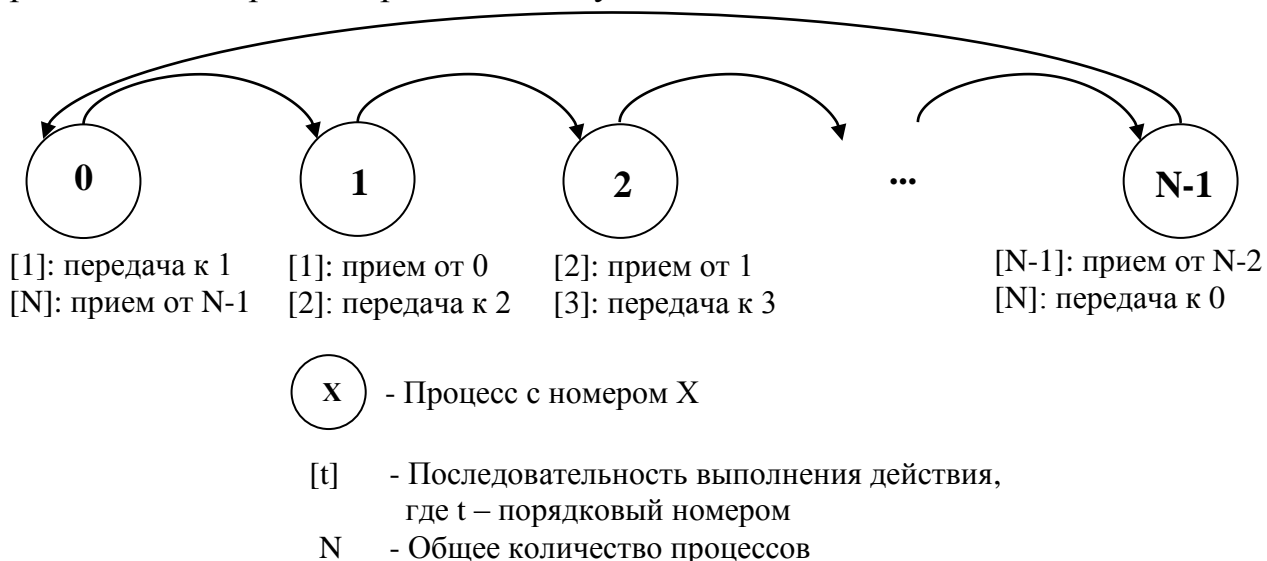 0 1 2 ... N-1
[1]: передача к 1 [1]: прием от 0 [2]: прием от 1 [N-1]: прием от N-2
[N]: прием от N-1 [2]: передача к 2 [3]: передача к 3 [N]: передача к 0
X - Процесс с номером X
[t] - Последовательность выполнения действия,
где t – порядковый номером
N - Общее количество процессов